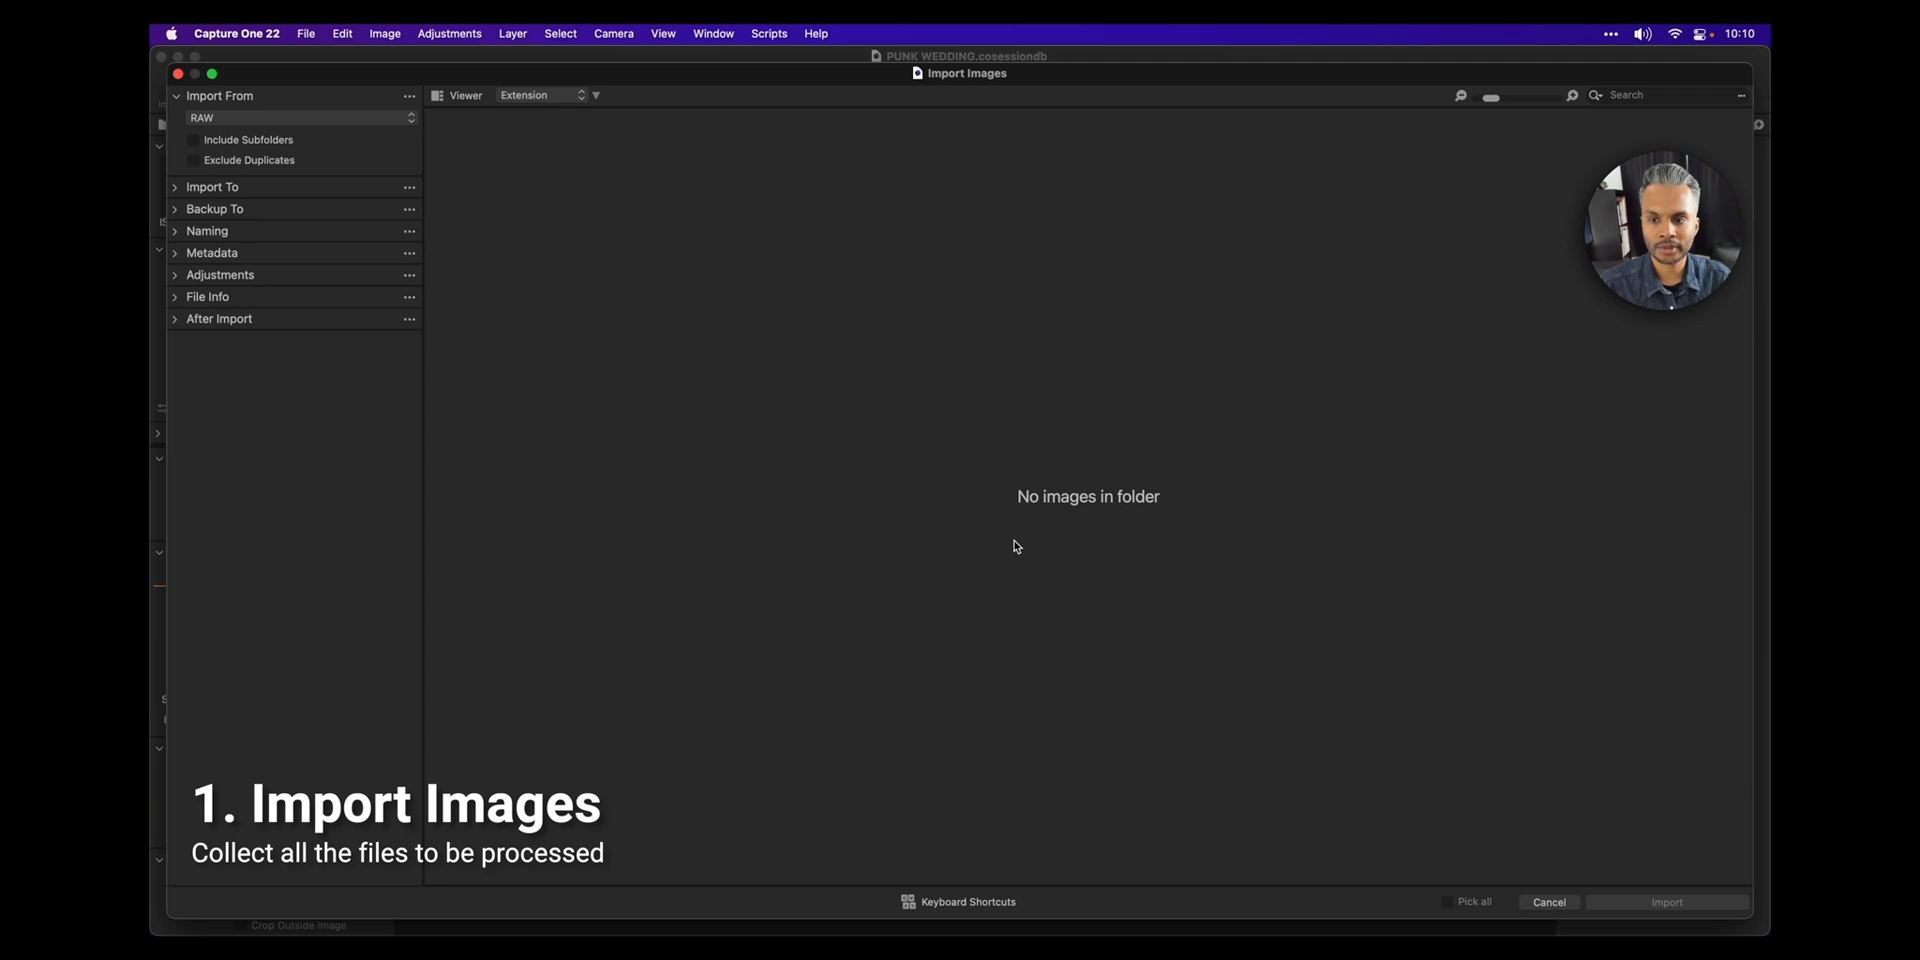 Capture One 22 File Edit Image Adjustments Layer Select Camera View Window Scripts Help 10:10
PUNK WEDDING.cosessiondb
Import Images
Import From
Viewer Extension Search
RAW
Include Subfolders
Exclude Duplicates
Import To
Backup To
Naming
Metadata
Adjustments
File Info
After Import
No images in folder
1. Import Images
Collect all the files to be processed
Keyboard Shortcuts Pick all Cancel Import
Crop Outside Image